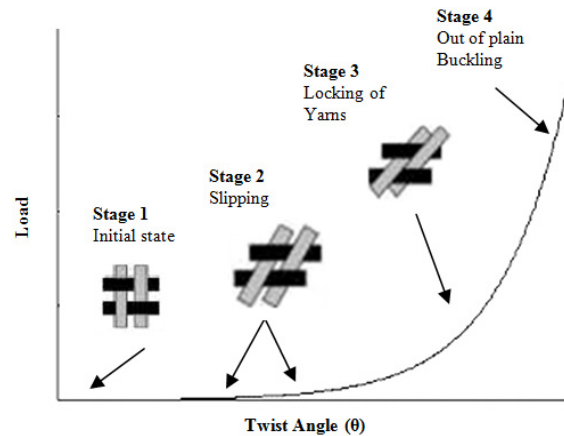 Stage 4
Out of plain
Buckling
Stage 3
Locking of
Yarns
Stage 2
Slipping
Stage 1
Initial state
Load
Twist Angle (θ)